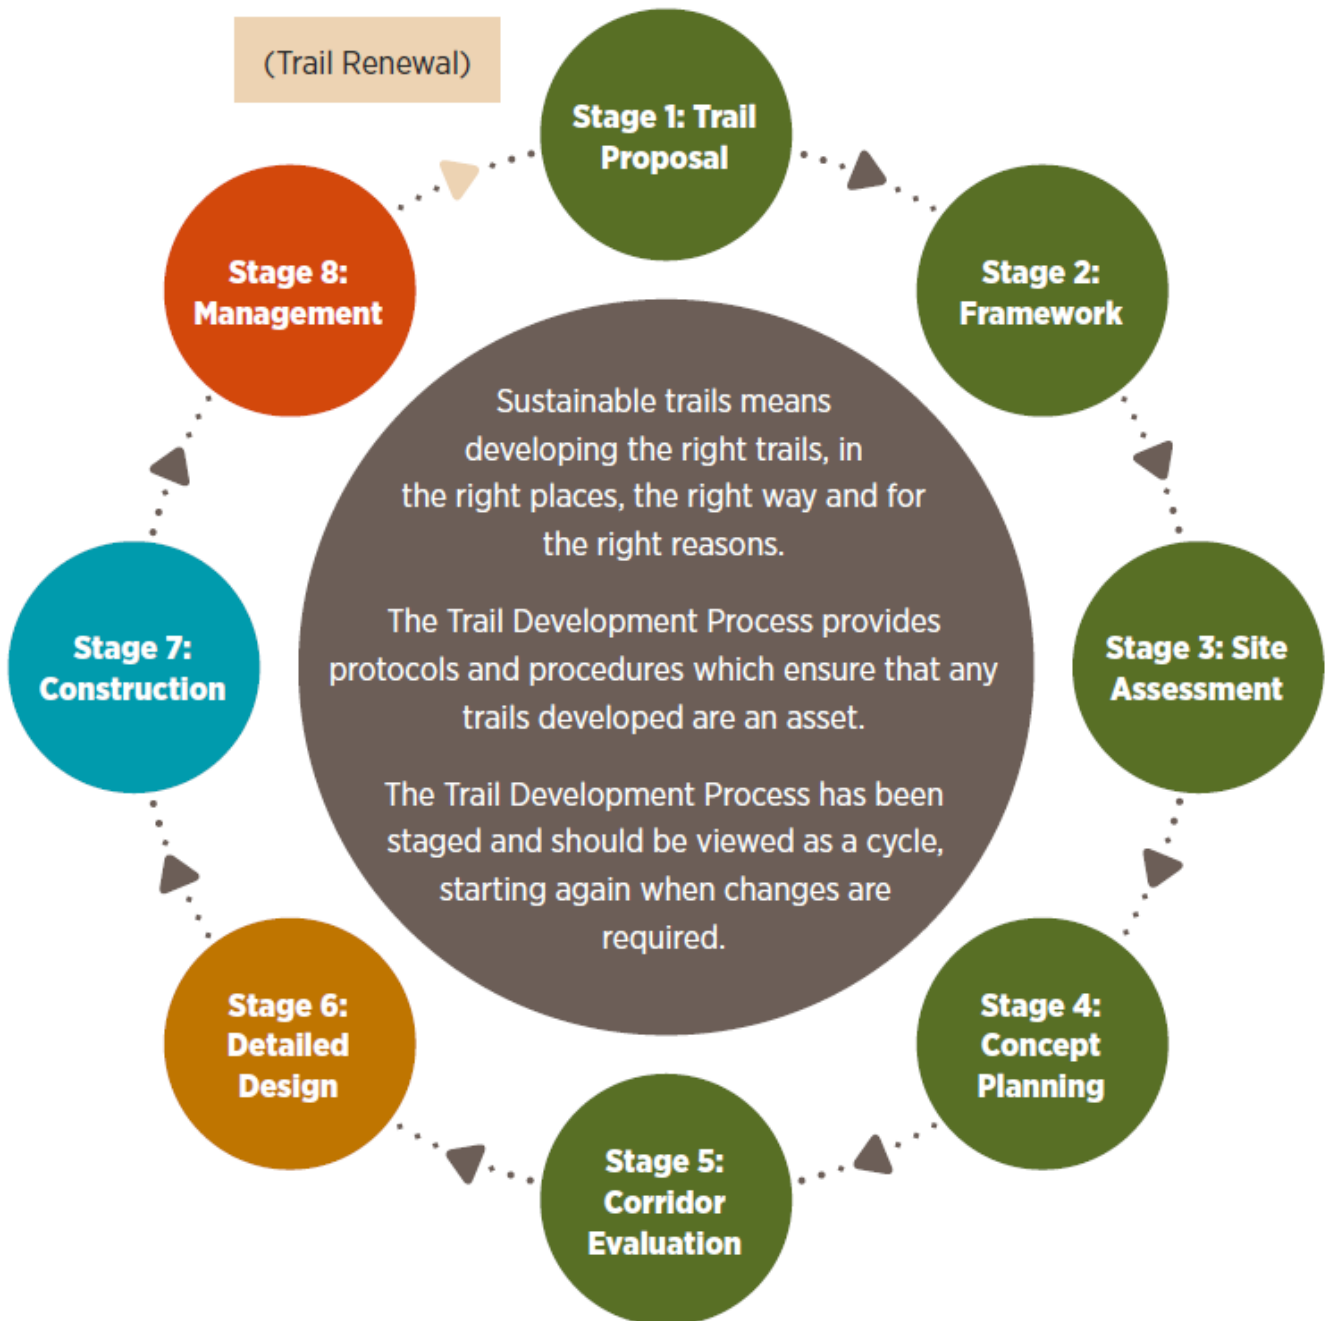 (Trail Renewal)
Stage 1: Trail
Proposal
Stage 2:
Framework
Stage 3: Site
Assessment
Stage 4:
Concept
Planning
Stage 5:
Corridor
Evaluation
Stage 6:
Detailed
Design
Stage 7:
Construction
Stage 8:
Management
Sustainable trails means
developing the right trails, in
the right places, the right way and for
the right reasons.
The Trail Development Process provides
protocols and procedures which ensure that any
trails developed are an asset.
The Trail Development Process has been
staged and should be viewed as a cycle,
starting again when changes are
required.